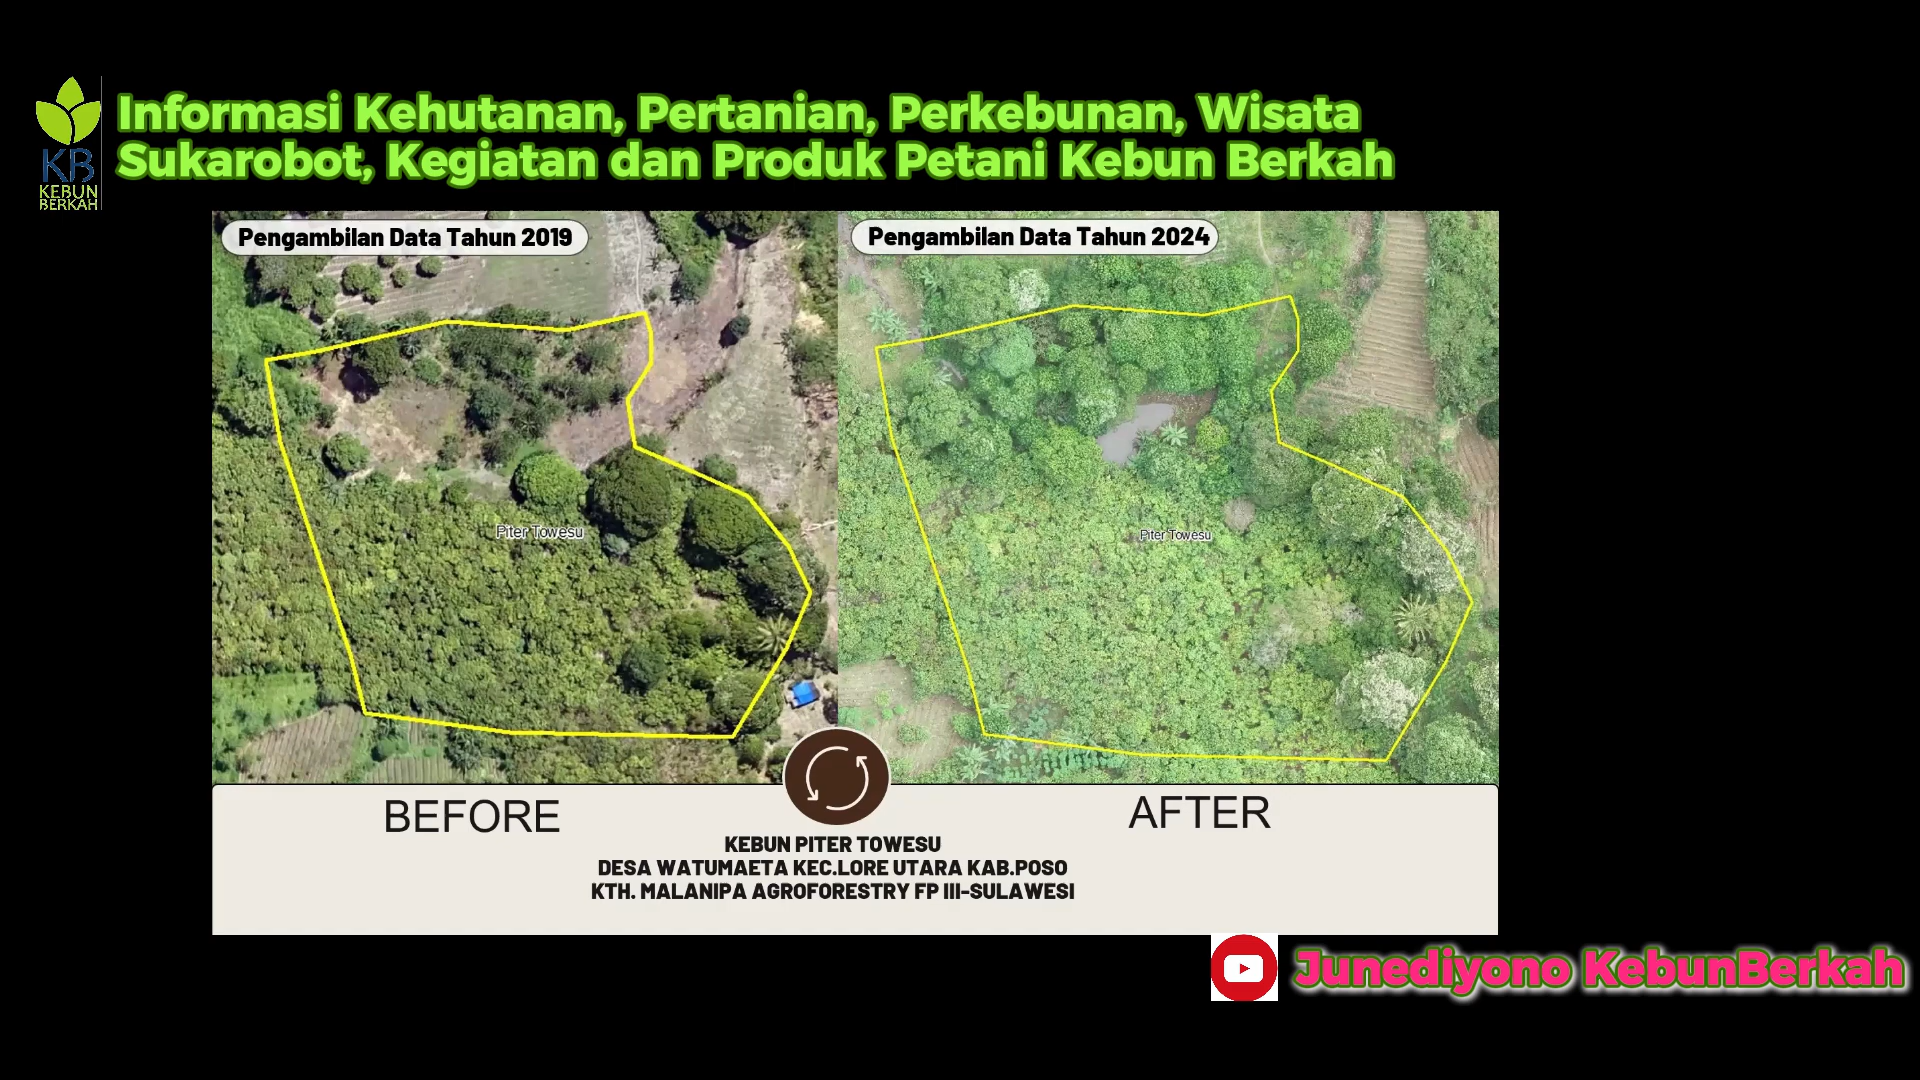 KB
KEBUN
BERKAH
Informasi Kehutanan, Pertanian, Perkebunan, Wisata
Sukarobot, Kegiatan dan Produk Petani Kebun Berkah
Pengambilan Data Tahun 2019
Pengambilan Data Tahun 2024
Piter Towesu
Piter Towesu
BEFORE
AFTER
KEBUN PITER TOWESU
DESA WATUMAETA KEC.LORE UTARA KAB.POSO
KTH. MALANIPA AGROFORESTRY FP III-SULAWESI
Junediyono KebunBerkah